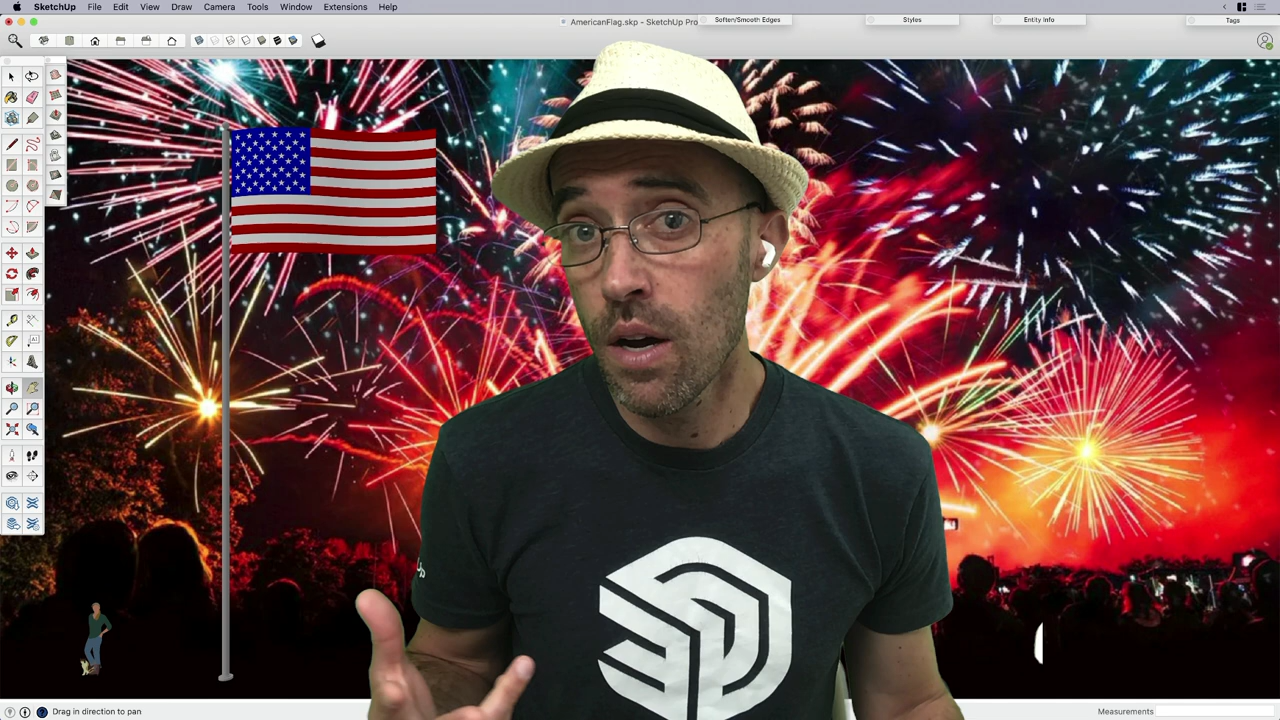 SketchUp File Edit View Draw Camera Tools Window Extensions Help
AmericanFlag.skp - SketchUp Pro
Soften/Smooth Edges
Styles
Entity Info
Tags
Drag in direction to pan
Measurements